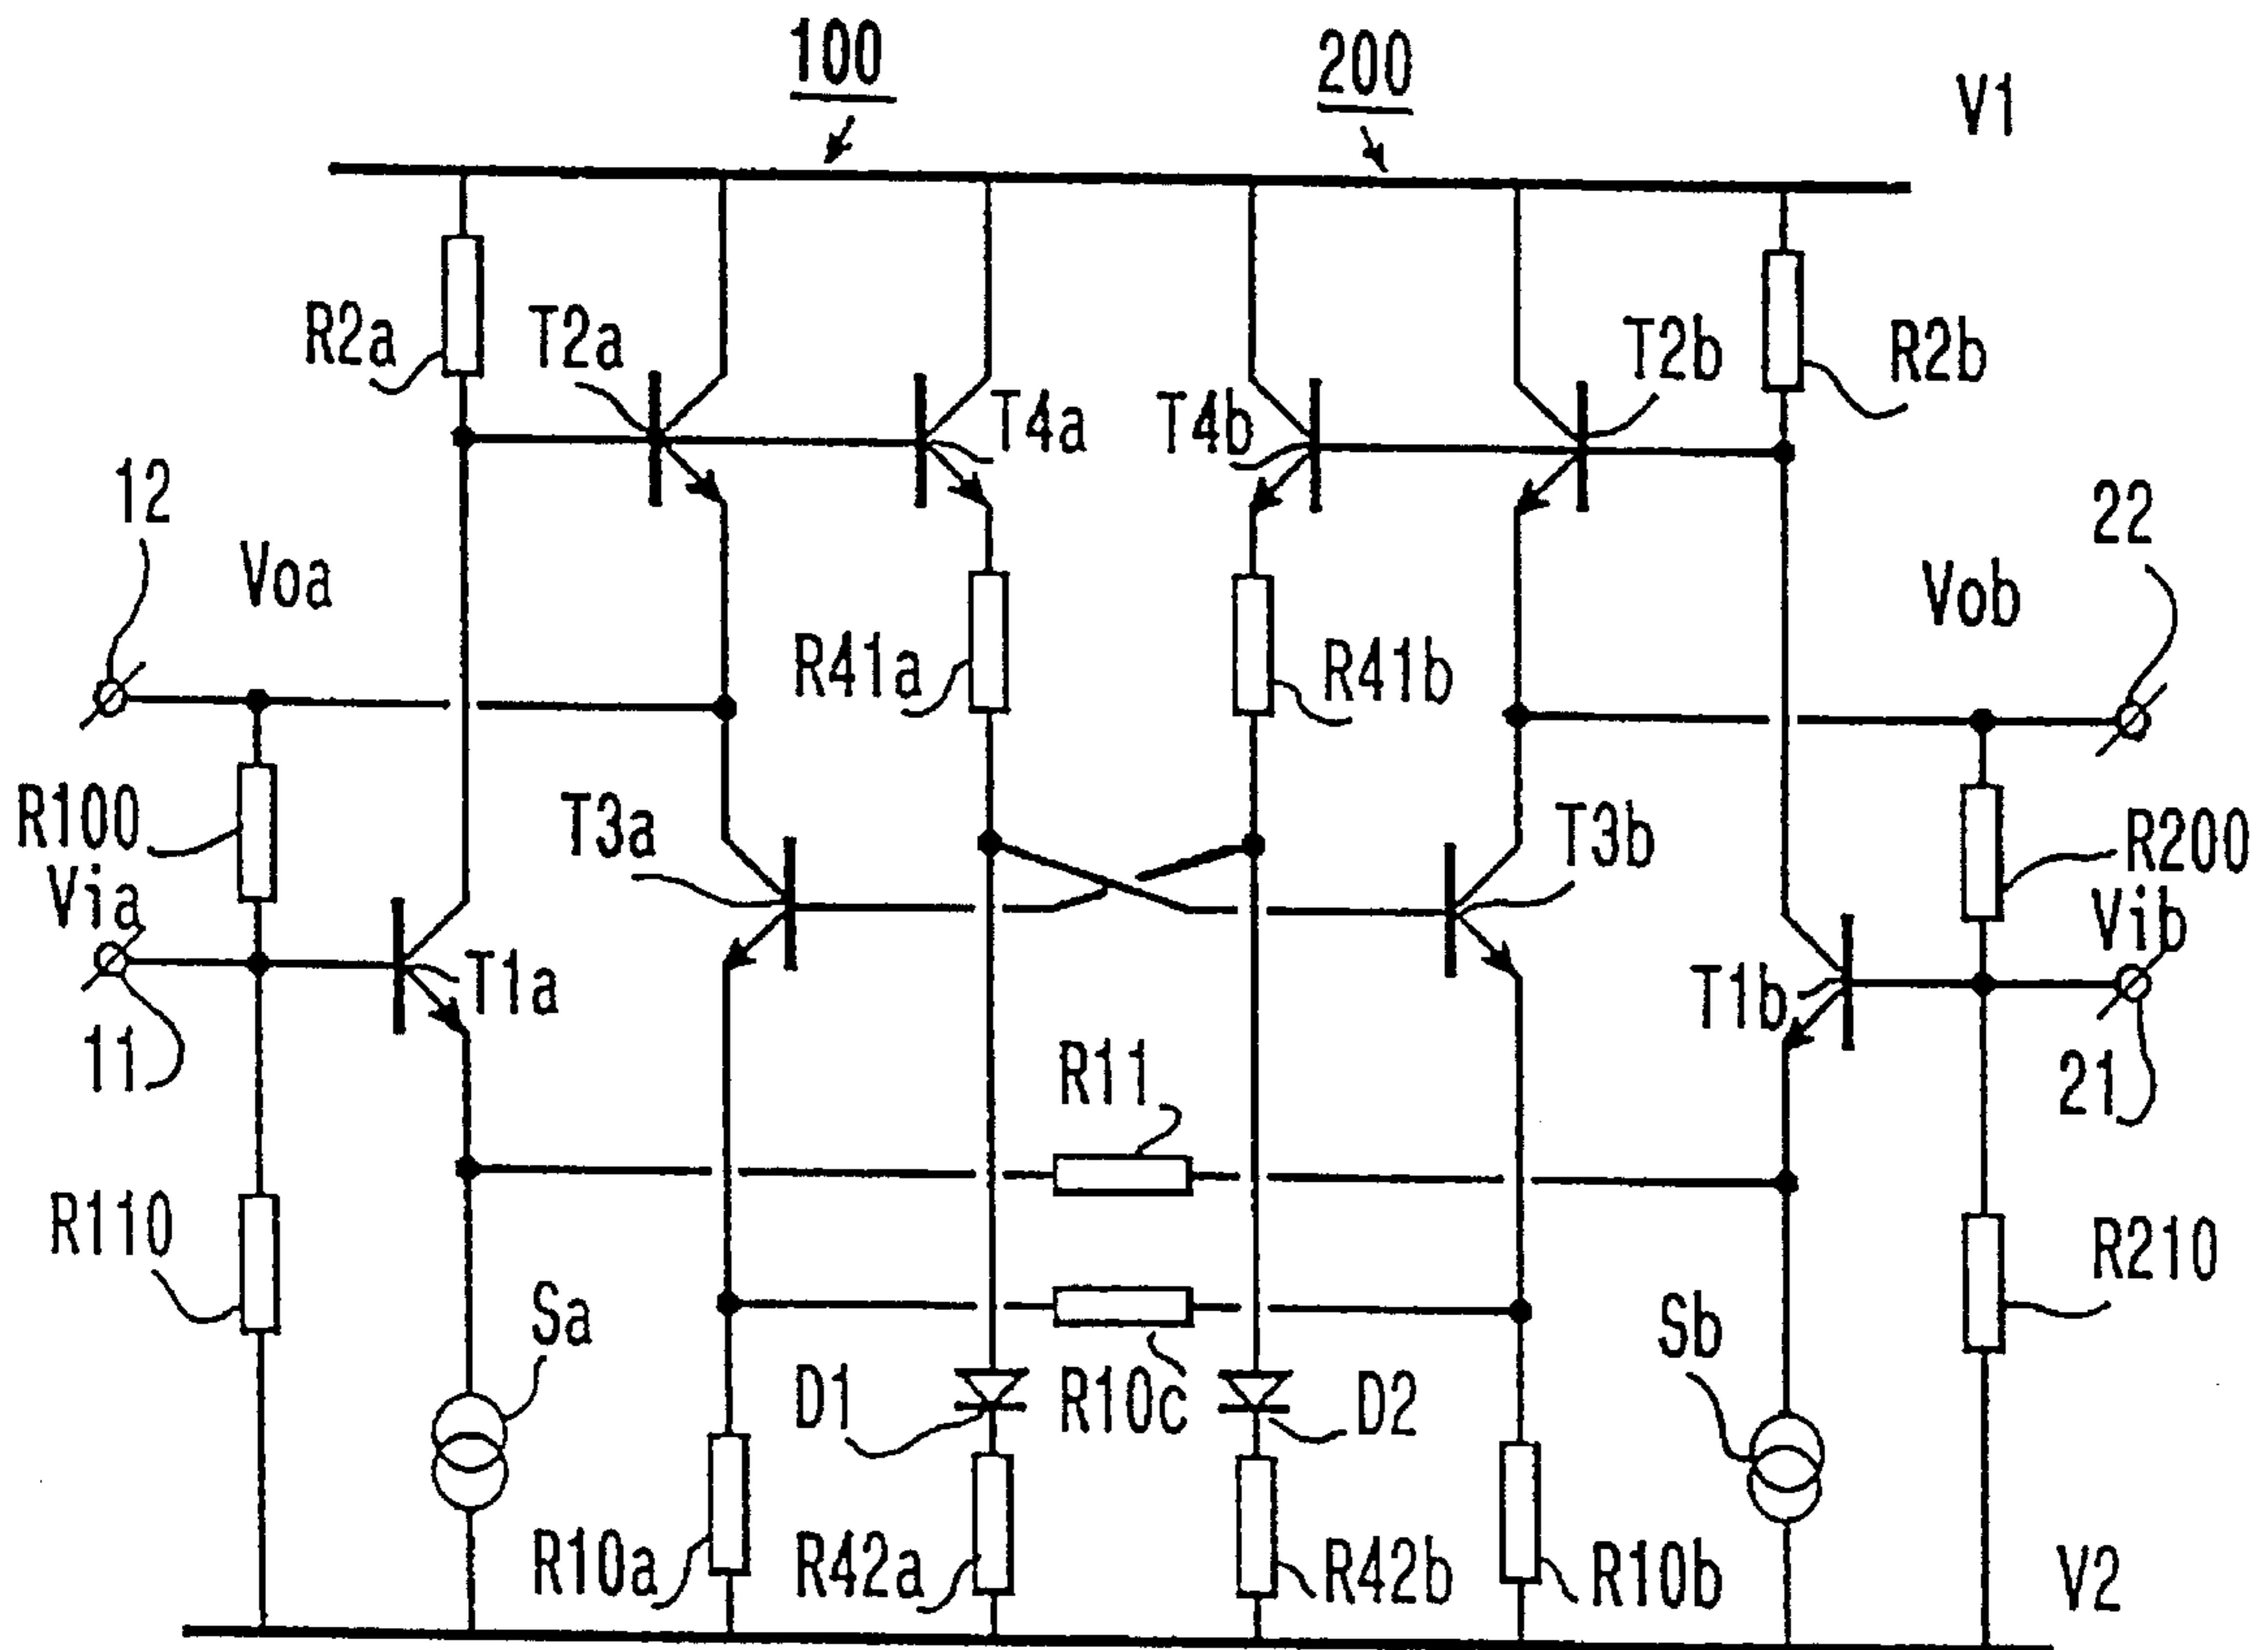 100
200
V1
R2a
T2a
T4a
T4b
T2b
R2b
12
Voa
22
Vob
R41a
R41b
R100
Via
T3a
T3b
R200
Vib
T1a
T1b
11
R11
21
R110
R210
Sa
Sb
D1
R10c
D2
R10a
R42a
R42b
R10b
V2